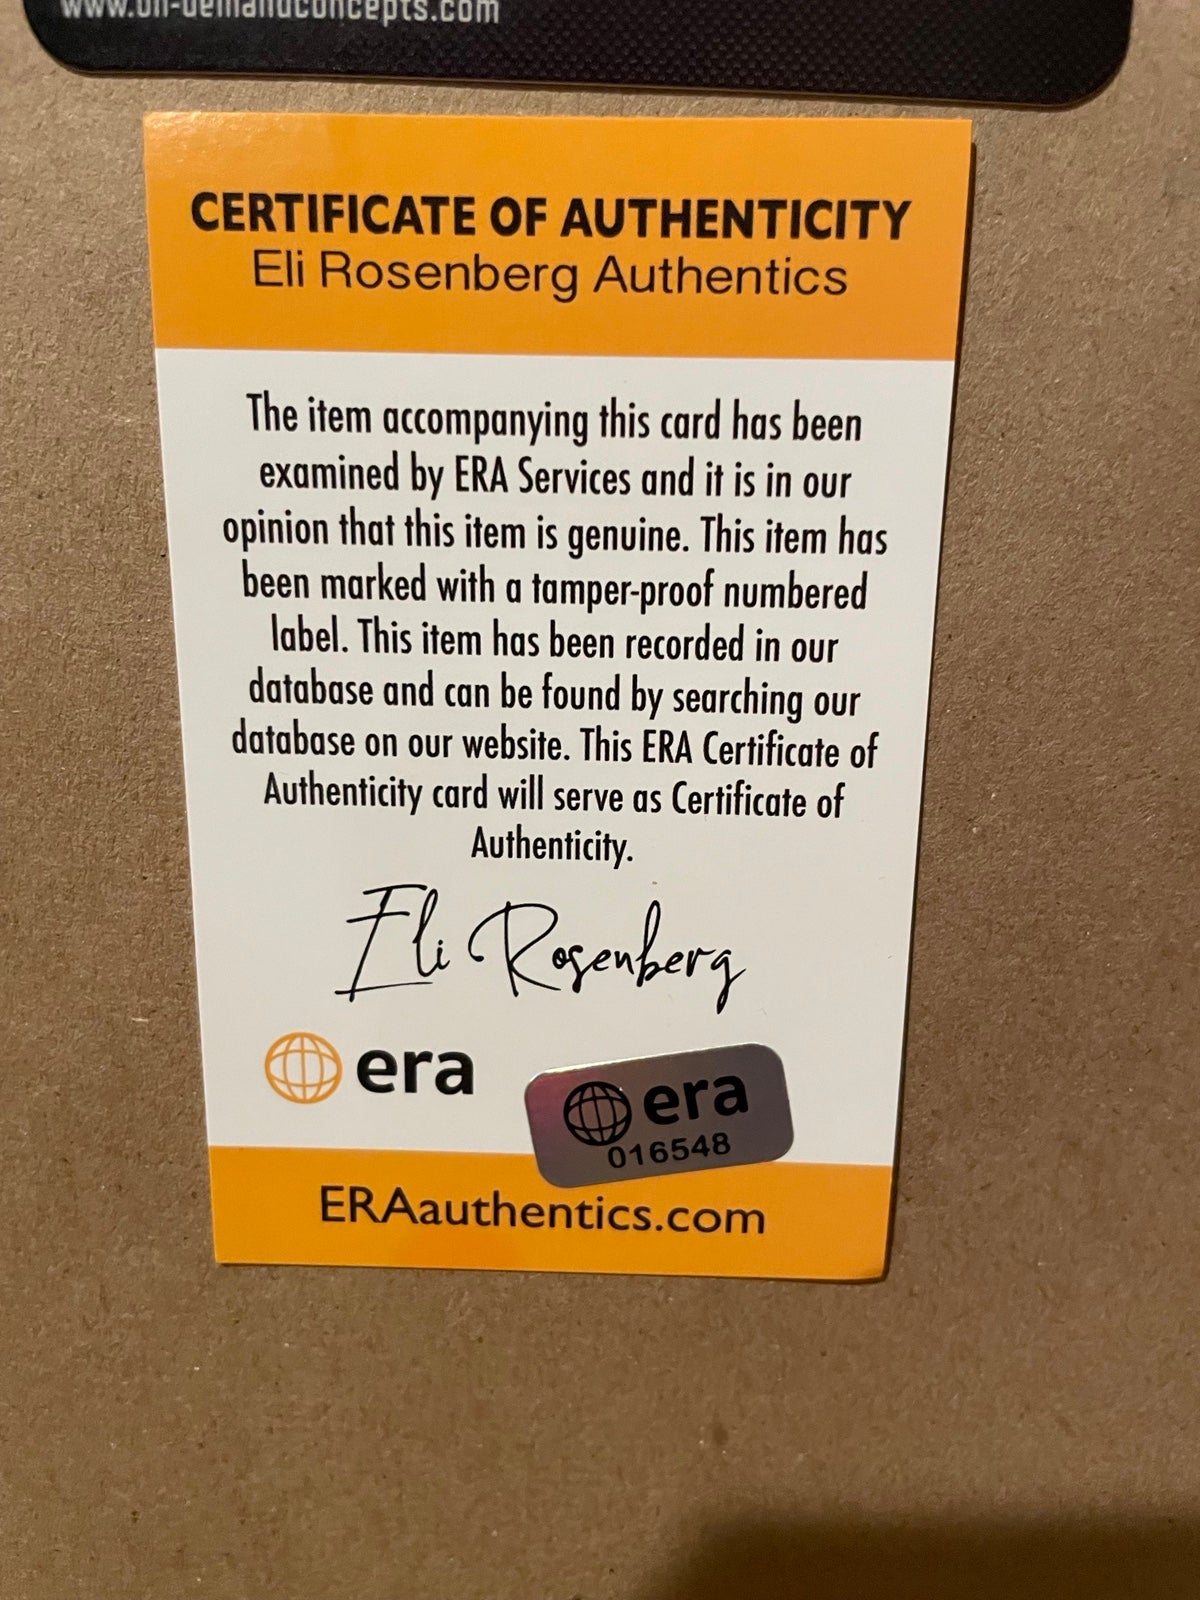 www.on-demandconcepts.com
CERTIFICATE OF AUTHENTICITY
Eli Rosenberg Authentics
The item accompanying this card has been
examined by ERA Services and it is in our
opinion that this item is genuine. This item has
been marked with a tamper-proof numbered
label. This item has been recorded in our
database and can be found by searching our
database on our website. This ERA Certificate of
Authenticity card will serve as Certificate of
Authenticity.
Eli Rosenberg
era
era
016548
ERAauthentics.com